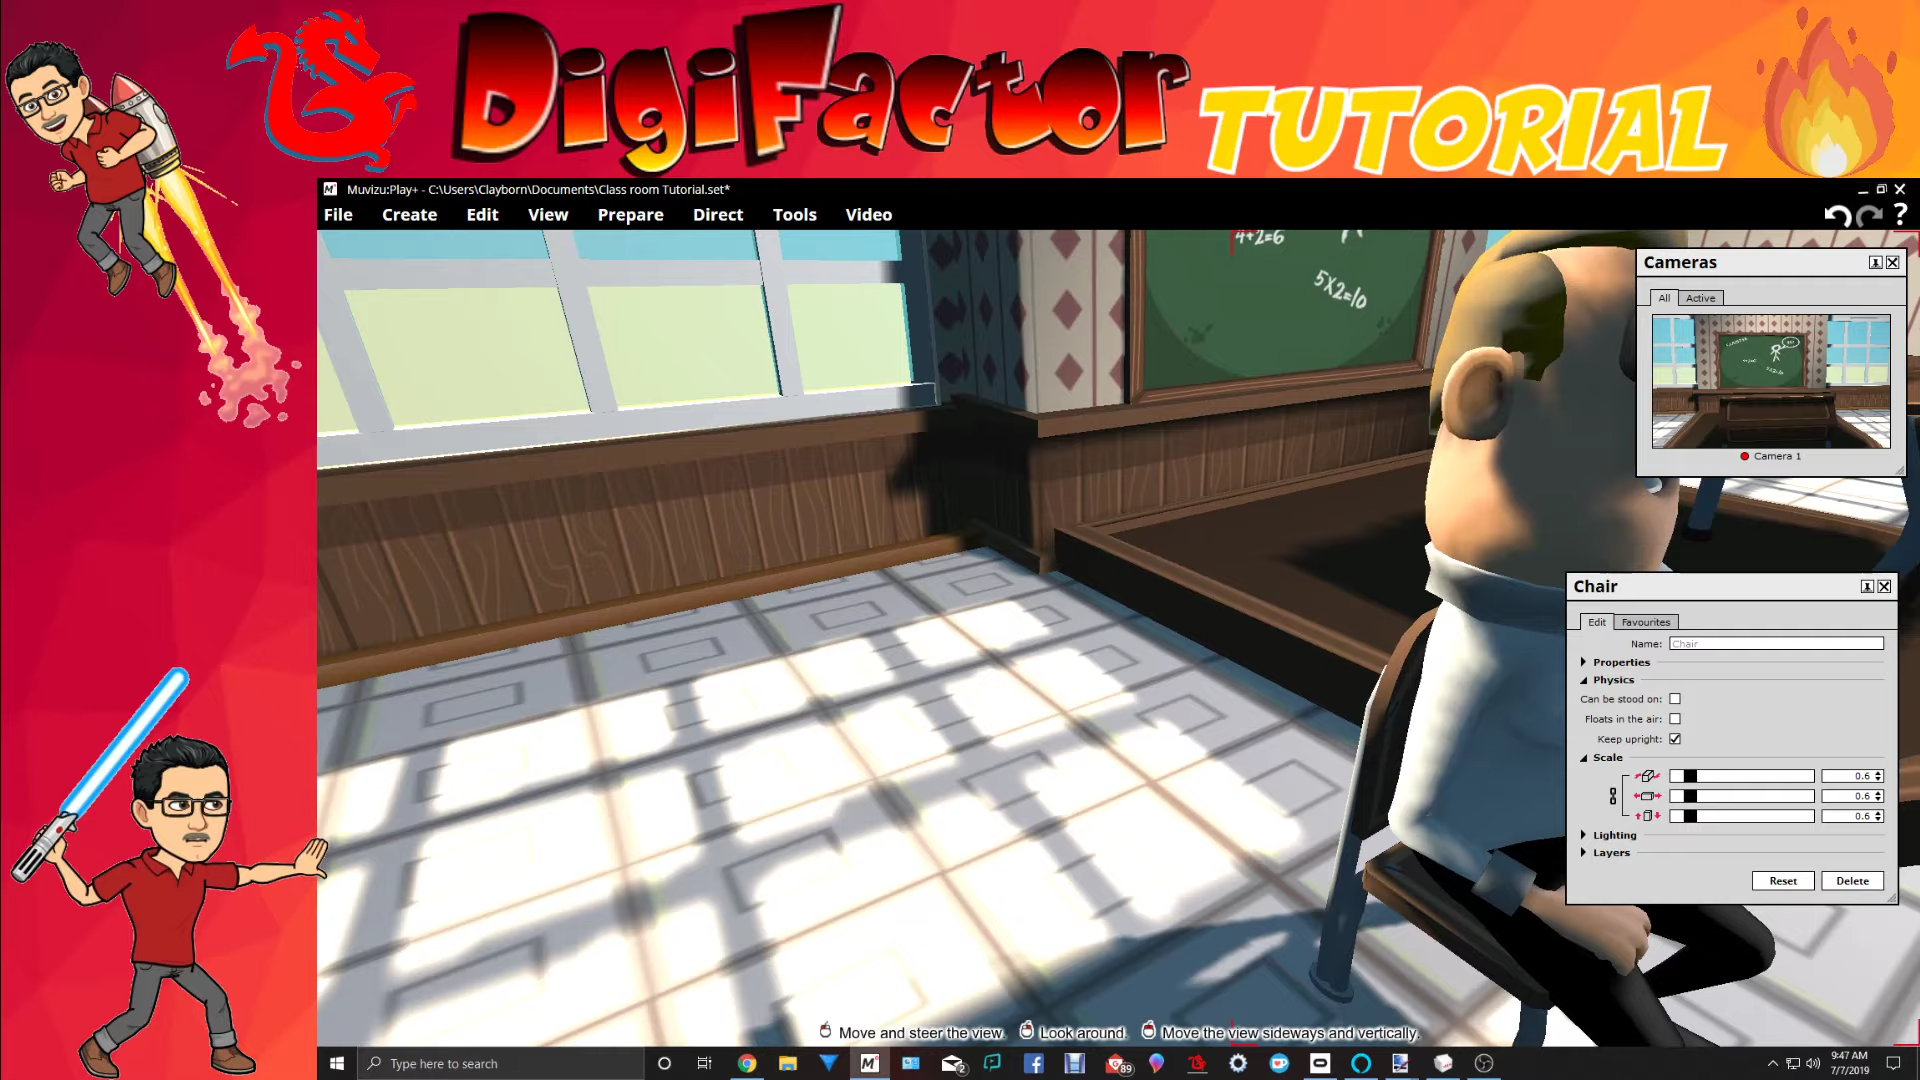 DigiFactor TUTORIAL
Muvizu:Play+ - C:\Users\Clayborn\Documents\Class room Tutorial.set*
File Create Edit View Prepare Direct Tools Video ?
4+2=6
5X2=10
Cameras
All Active
Camera 1
Chair
Edit Favourites
Name: Chair
Properties
Physics
Can be stood on:
Floats in the air:
Keep upright:
Scale
0.6
0.6
0.6
Lighting
Layers
Reset Delete
Move and steer the view. Look around. Move the view sideways and vertically.
Type here to search
2
89
9:47 AM
7/7/2019